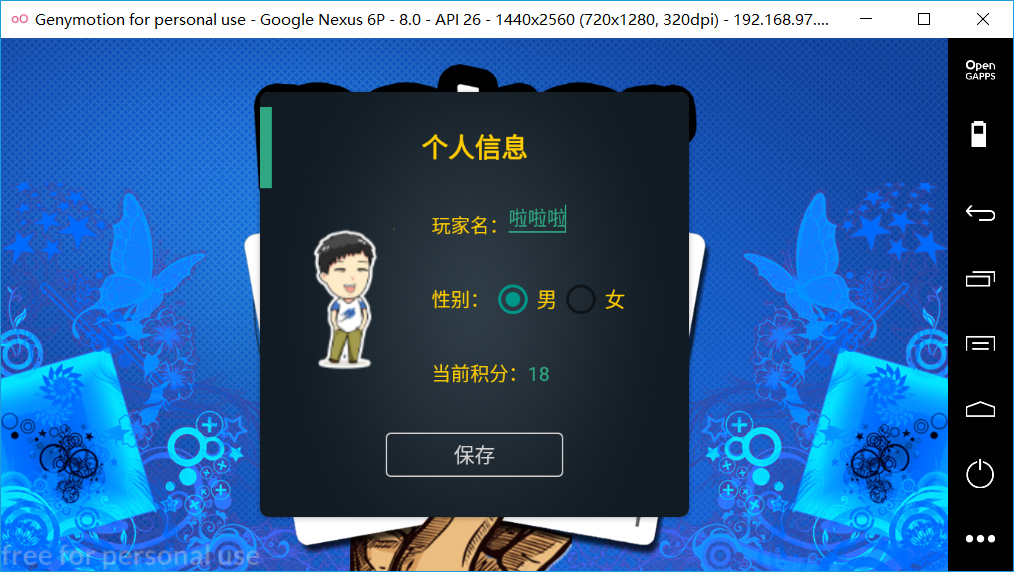 Genymotion for personal use - Google Nexus 6P - 8.0 - API 26 - 1440x2560 (720x1280, 320dpi) - 192.168.97....
Open
GAPPS
个人信息
玩家名：啦啦啦
性别： 男 女
当前积分：18
保存
free for personal use